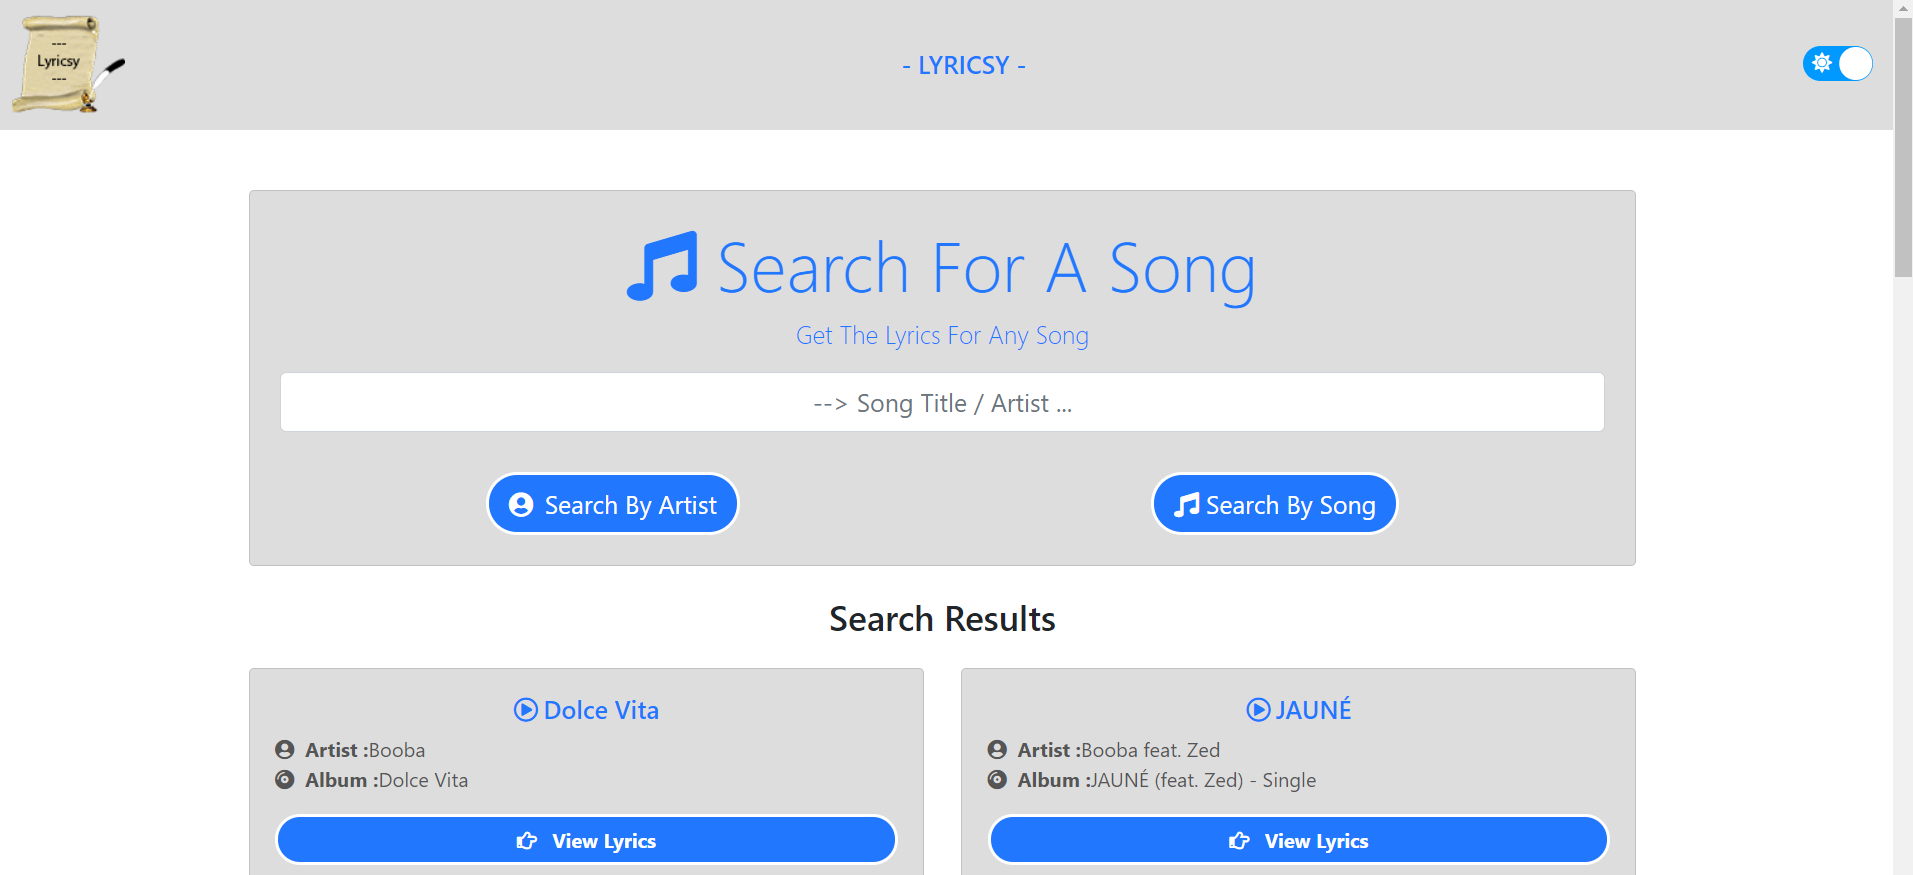 ---
Lyricsy
---
- LYRICSY -
Search For A Song
Get The Lyrics For Any Song
--> Song Title / Artist ...
Search By Artist
Search By Song
Search Results
Dolce Vita
Artist :Booba
Album :Dolce Vita
View Lyrics
JAUNÉ
Artist :Booba feat. Zed
Album :JAUNÉ (feat. Zed) - Single
View Lyrics